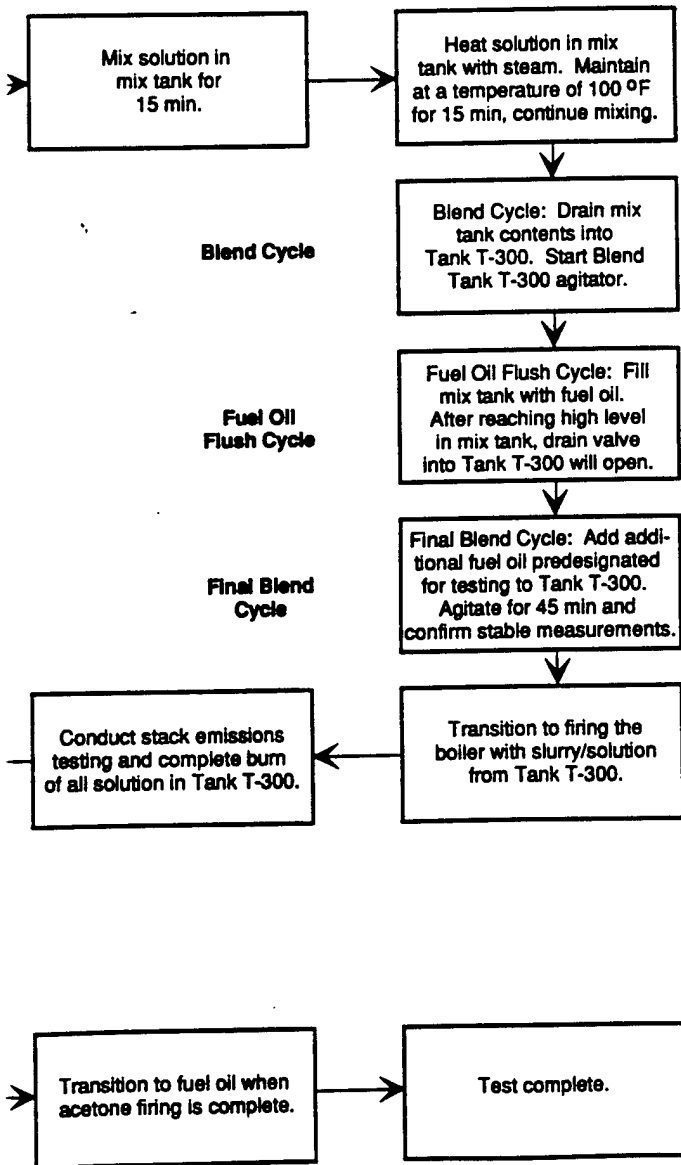 Mix solution in
mix tank for
15 min.
Heat solution in mix
tank with steam. Maintain
at a temperature of 100 °F
for 15 min, continue mixing.
Blend Cycle
Blend Cycle: Drain mix
tank contents into
Tank T-300. Start Blend
Tank T-300 agitator.
Fuel Oil
Flush Cycle
Fuel Oil Flush Cycle: Fill
mix tank with fuel oil.
After reaching high level
in mix tank, drain valve
into Tank T-300 will open.
Final Blend
Cycle
Final Blend Cycle: Add addi-
tional fuel oil predesignated
for testing to Tank T-300.
Agitate for 45 min and
confirm stable measurements.
Transition to firing the
boiler with slurry/solution
from Tank T-300.
Conduct stack emissions
testing and complete burn
of all solution in Tank T-300.
Transition to fuel oil when
acetone firing is complete.
Test complete.